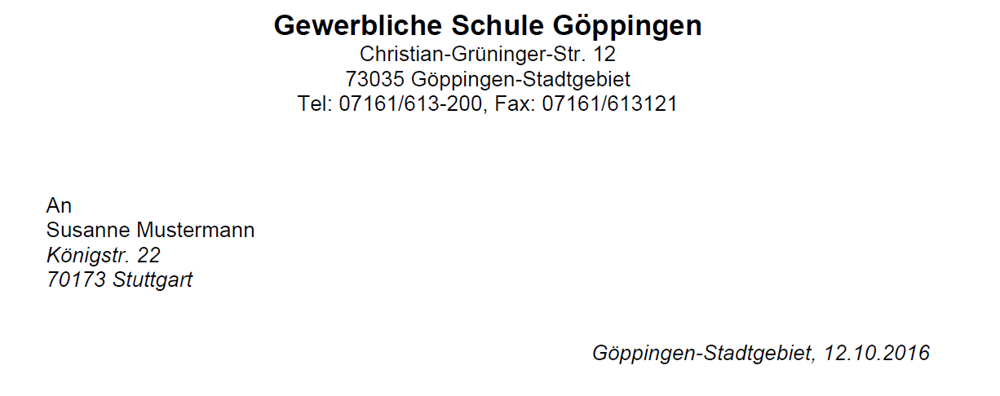 Gewerbliche Schule Göppingen
Christian-Grüninger-Str. 12
73035 Göppingen-Stadtgebiet
Tel: 07161/613-200, Fax: 07161/613121
An
Susanne Mustermann
Königstr. 22
70173 Stuttgart
Göppingen-Stadtgebiet, 12.10.2016